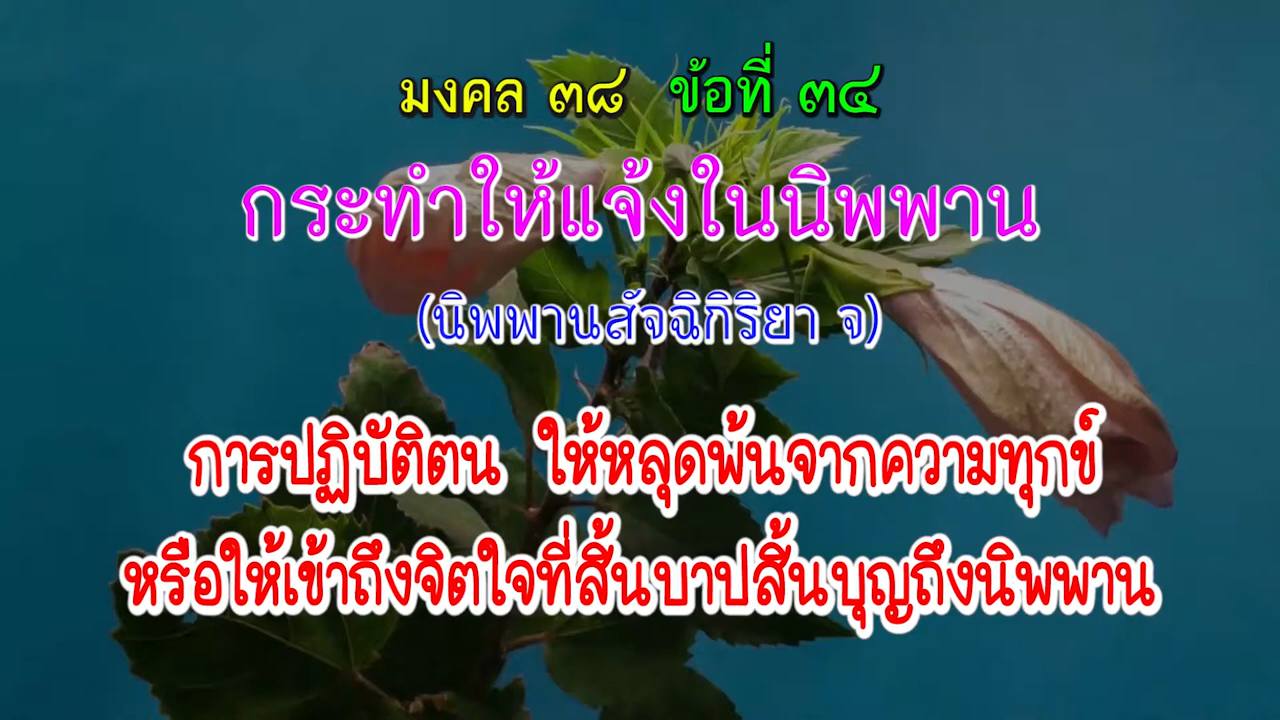 มงคล ๓๘ ข้อที่ ๓๔
กระทำให้แจ้งในนิพพาน
(นิพพานสัจฉิกิริยา จ)
การปฏิบัติตน ให้หลุดพ้นจากความทุกข์
หรือให้เข้าถึงจิตใจที่สิ้นบาปสิ้นบุญถึงนิพพาน